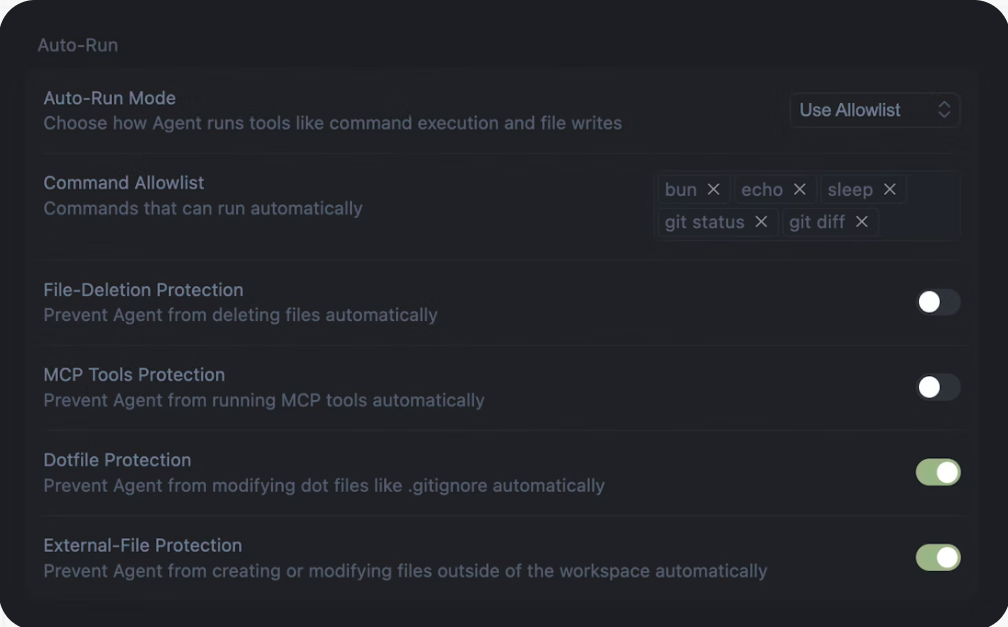 Auto-Run
Auto-Run Mode
Choose how Agent runs tools like command execution and file writes
Use Allowlist
Command Allowlist
Commands that can run automatically
bun echo sleep
git status git diff
File-Deletion Protection
Prevent Agent from deleting files automatically
MCP Tools Protection
Prevent Agent from running MCP tools automatically
Dotfile Protection
Prevent Agent from modifying dot files like .gitignore automatically
External-File Protection
Prevent Agent from creating or modifying files outside of the workspace automatically